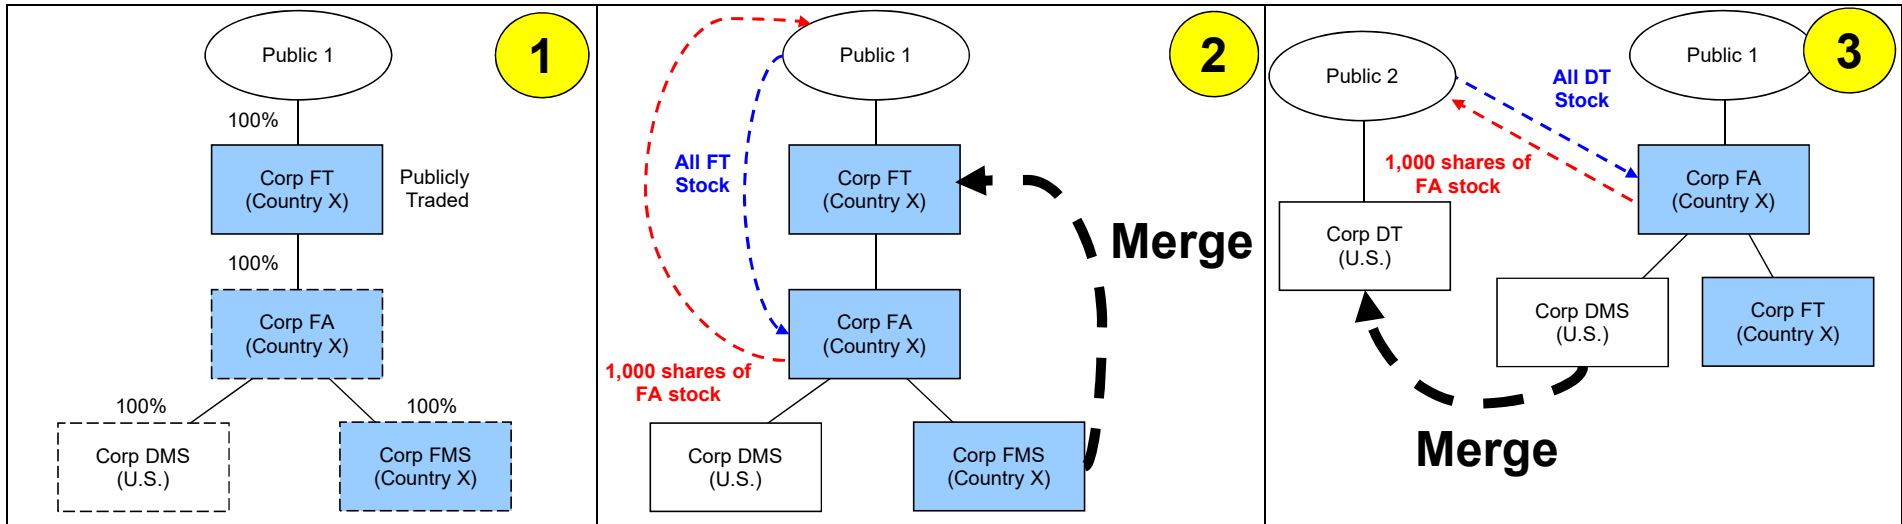 1
Public 1
100%
Corp FT
(Country X)
Publicly
Traded
100%
Corp FA
(Country X)
100%
100%
Corp DMS
(U.S.)
Corp FMS
(Country X)
2
Public 1
All FT
Stock
Corp FT
(Country X)
Merge
Corp FA
(Country X)
1,000 shares of
FA stock
Corp DMS
(U.S.)
Corp FMS
(Country X)
3
Public 2
Public 1
All DT
Stock
1,000 shares of
FA stock
Corp FA
(Country X)
Corp DT
(U.S.)
Corp DMS
(U.S.)
Corp FT
(Country X)
Merge